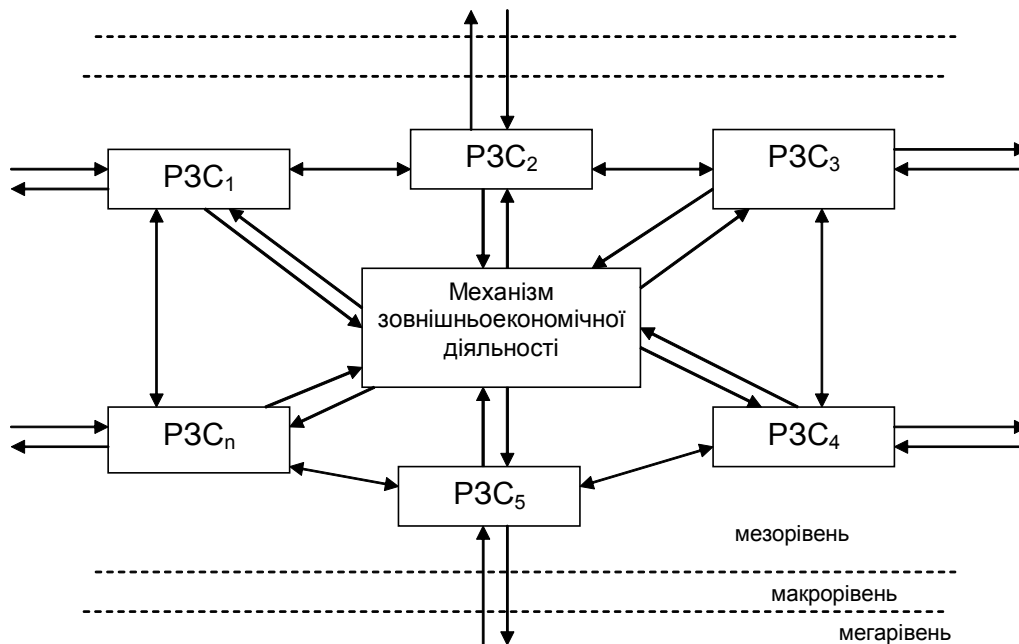 РЗС₂
РЗС₃
РЗС₁
Механізм
зовнішньоекономічної
діяльності
РЗСₙ
РЗС₄
РЗС₅
мезорівень
макрорівень
мегарівень